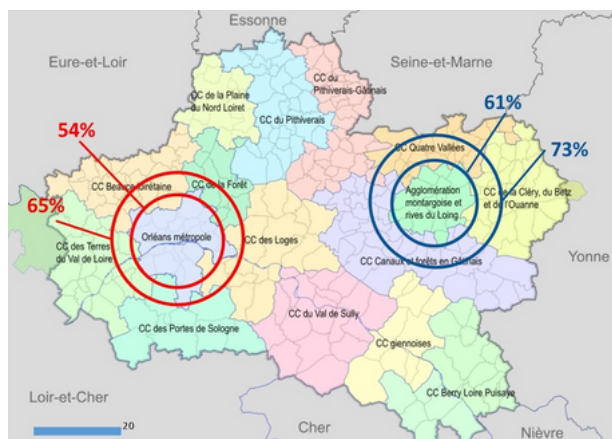 Essonne
Eure-et-Loir
Seine-et-Marne
CC du
Pithiverais-Gâtinais
CC de la Plaine
du Nord Loiret
CC du Pithiverais
61%
54%
CC Quatre Vallées
73%
CC Beauce loretaine
CC de la Forêt
Agglomération
montargoise et
rives du Loing
CC de la Cléry, du Betz
et de l'Ouanne
65%
Orléans métropole
CC des Terres
du Val de Loire
CC des Loges
CC Canaux et forêts en Gâtinais
Yonne
CC du Val de Sully
CC des Portes de Sologne
CC giennoises
Loir-et-Cher
CC Berry Loire Puisaye
20
Cher
Nièvre